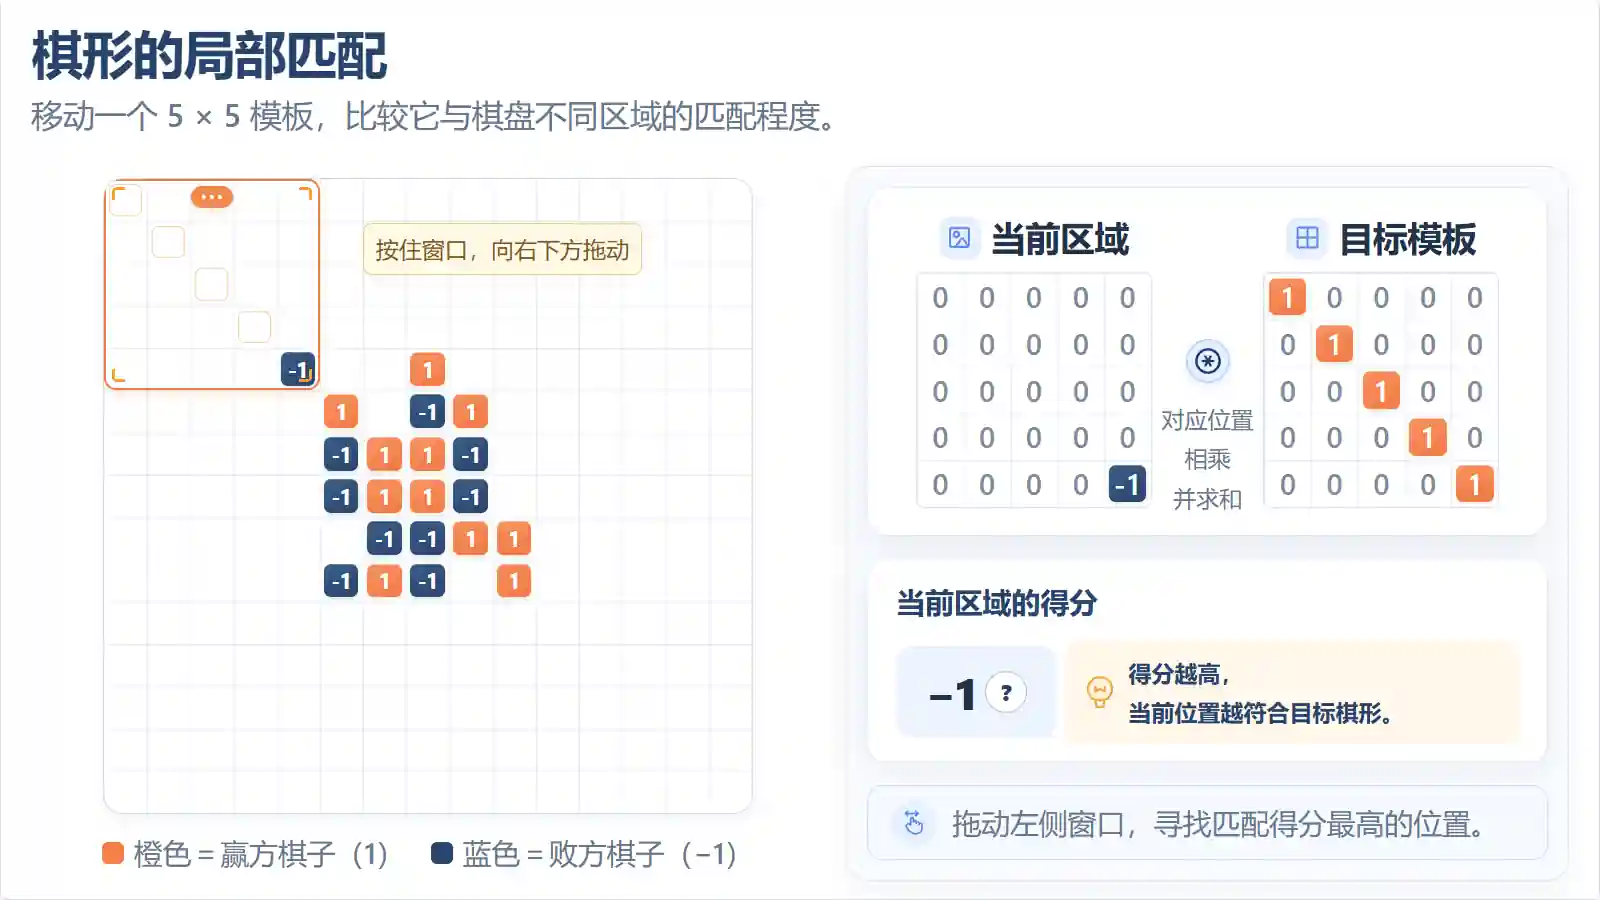 棋形的局部匹配
移动一个 5 × 5 模板，比较它与棋盘不同区域的匹配程度。
按住窗口，向右下方拖动
-1 1
1 -1 1
-1 1 1 -1
-1 1 1 -1
-1 -1 1 1
-1 1 -1 1
橙色 = 赢方棋子（1） 蓝色 = 败方棋子（−1）
当前区域
0 0 0 0 0
0 0 0 0 0
0 0 0 0 0
0 0 0 0 0
0 0 0 0 -1
对应位置
相乘
并求和
目标模板
1 0 0 0 0
0 1 0 0 0
0 0 1 0 0
0 0 0 1 0
0 0 0 0 1
当前区域的得分
−1 ?
得分越高，
当前位置越符合目标棋形。
拖动左侧窗口，寻找匹配得分最高的位置。